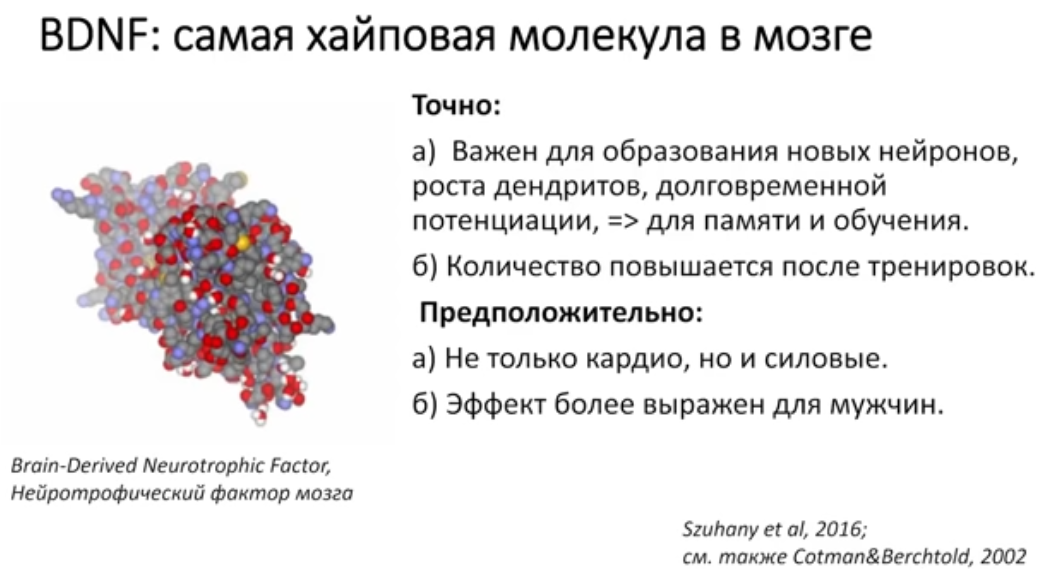 BDNF: самая хайповая молекула в мозге
Точно:
а) Важен для образования новых нейронов,
роста дендритов, долговременной
потенциации, => для памяти и обучения.
б) Количество повышается после тренировок.
Предположительно:
а) Не только кардио, но и силовые.
б) Эффект более выражен для мужчин.
Brain-Derived Neurotrophic Factor,
Нейротрофический фактор мозга
Szuhany et al, 2016;
см. также Cotman&Berchtold, 2002